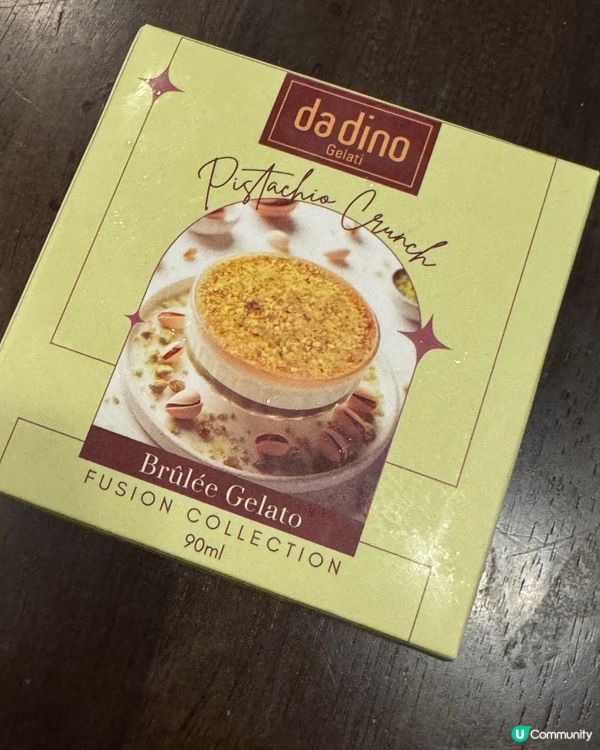 da dino
Gelati
Pistachio Crunch
Brûlée Gelato
FUSION COLLECTION
90ml
U Community